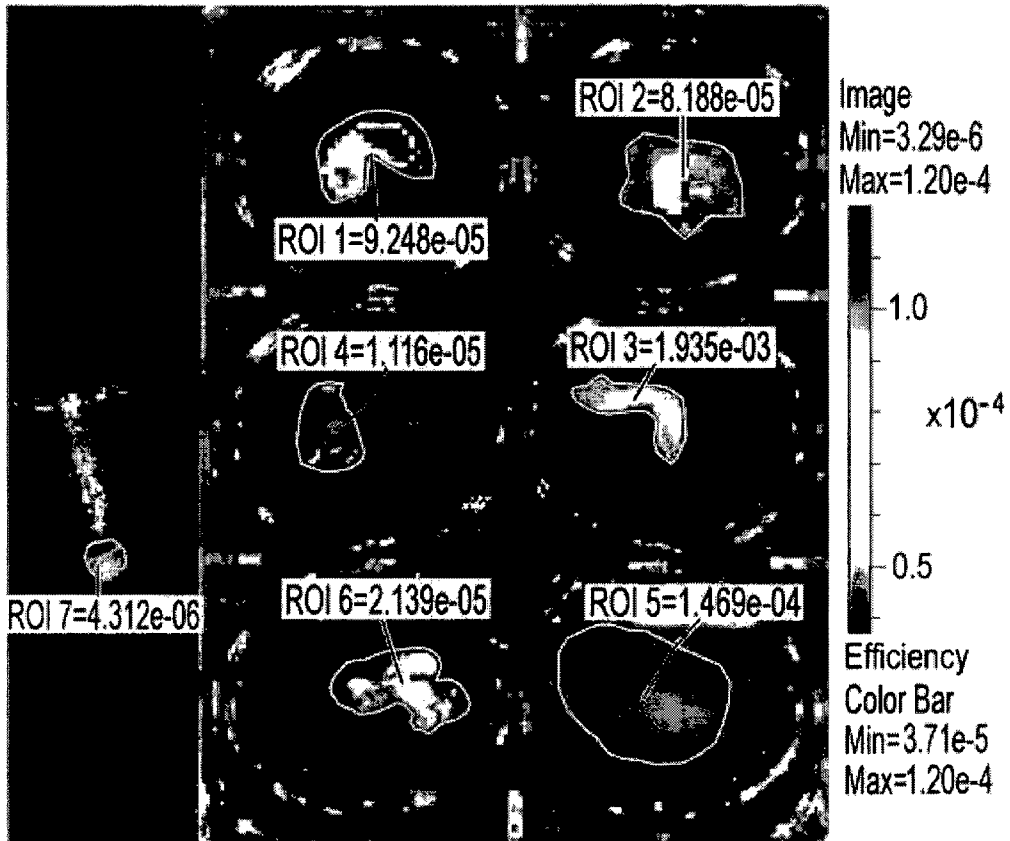 ROI 2=8.188e-05
ROI 1=9.248e-05
ROI 4=1.116e-05
ROI 3=1.935e-03
ROI 7=4.312e-06
ROI 6=2.139e-05
ROI 5=1.469e-04
Image
Min=3.29e-6
Max=1.20e-4
1.0
x10⁻⁴
0.5
Efficiency
Color Bar
Min=3.71e-5
Max=1.20e-4